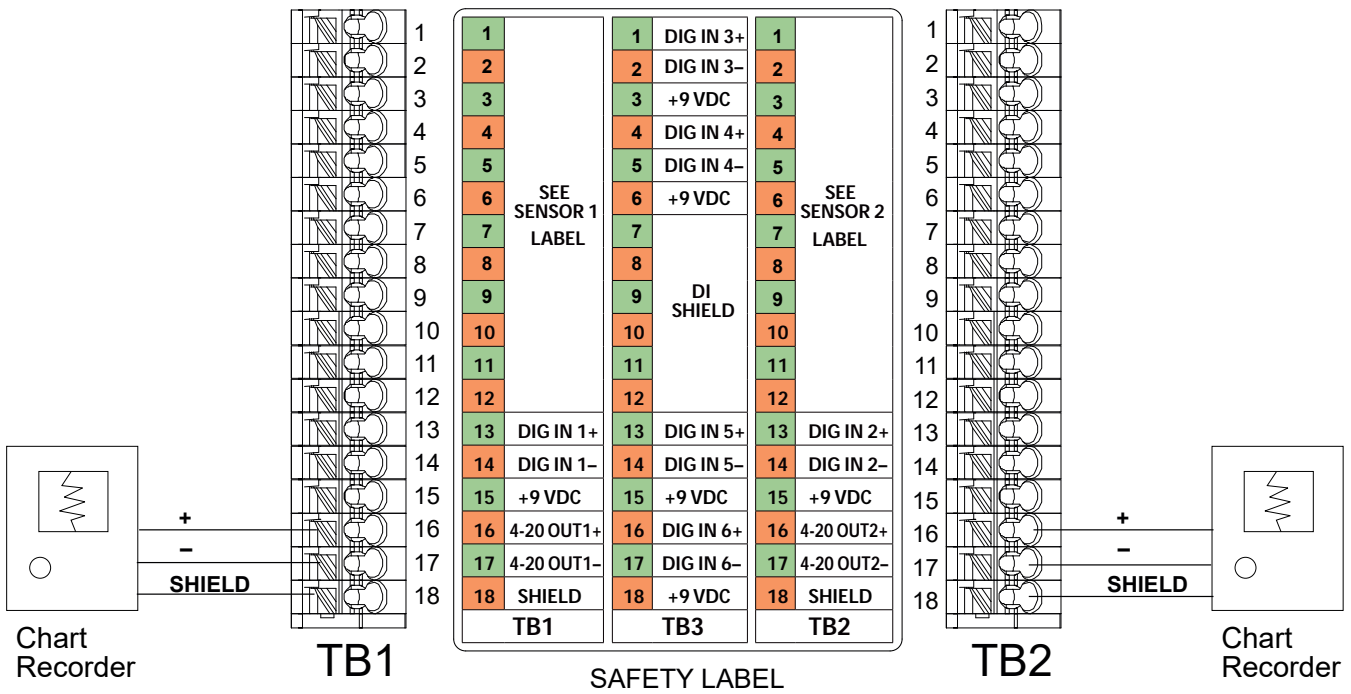 1
2
3
4
5
6
7
8
9
10
11
12
13
14
15
16
17
18
TB1
+
–
SHIELD
Chart
Recorder
1
2
3
4
5
6
7
8
9
10
11
12
SEE
SENSOR 1
LABEL
13 DIG IN 1+
14 DIG IN 1–
15 +9 VDC
16 4-20 OUT1+
17 4-20 OUT1–
18 SHIELD
TB1
1 DIG IN 3+
2 DIG IN 3–
3 +9 VDC
4 DIG IN 4+
5 DIG IN 4–
6 +9 VDC
7
8
9
10
11
12
DI
SHIELD
13 DIG IN 5+
14 DIG IN 5–
15 +9 VDC
16 DIG IN 6+
17 DIG IN 6–
18 +9 VDC
TB3
1
2
3
4
5
6
7
8
9
10
11
12
SEE
SENSOR 2
LABEL
13 DIG IN 2+
14 DIG IN 2–
15 +9 VDC
16 4-20 OUT2+
17 4-20 OUT2–
18 SHIELD
TB2
SAFETY LABEL
1
2
3
4
5
6
7
8
9
10
11
12
13
14
15
16
17
18
TB2
+
–
SHIELD
Chart
Recorder